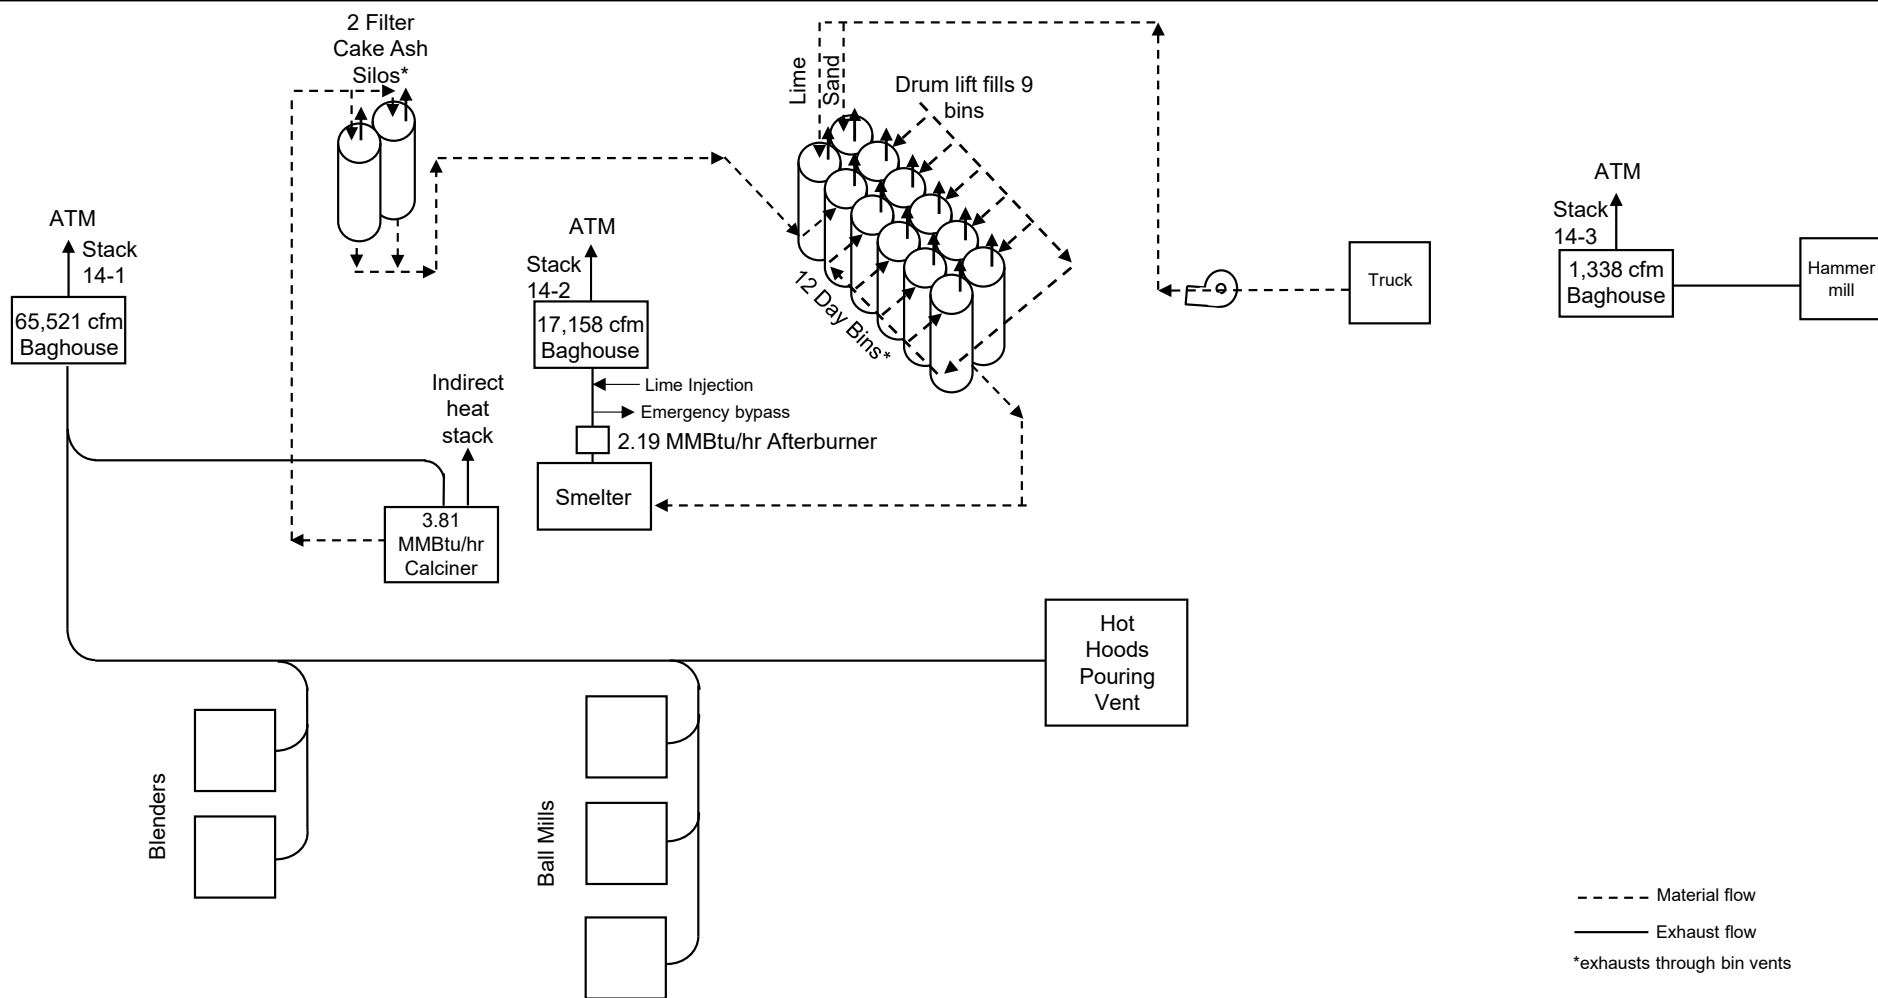 2 Filter
Cake Ash
Silos*
Lime
Sand
Drum lift fills 9
bins
ATM
Stack
14-1
65,521 cfm
Baghouse
ATM
Stack
14-2
17,158 cfm
Baghouse
Lime Injection
Emergency bypass
2.19 MMBtu/hr Afterburner
Smelter
Indirect
heat
stack
3.81
MMBtu/hr
Calciner
12 Day Bins*
Truck
ATM
Stack
14-3
1,338 cfm
Baghouse
Hammer
mill
Hot
Hoods
Pouring
Vent
Blenders
Ball Mills
Material flow
Exhaust flow
*exhausts through bin vents